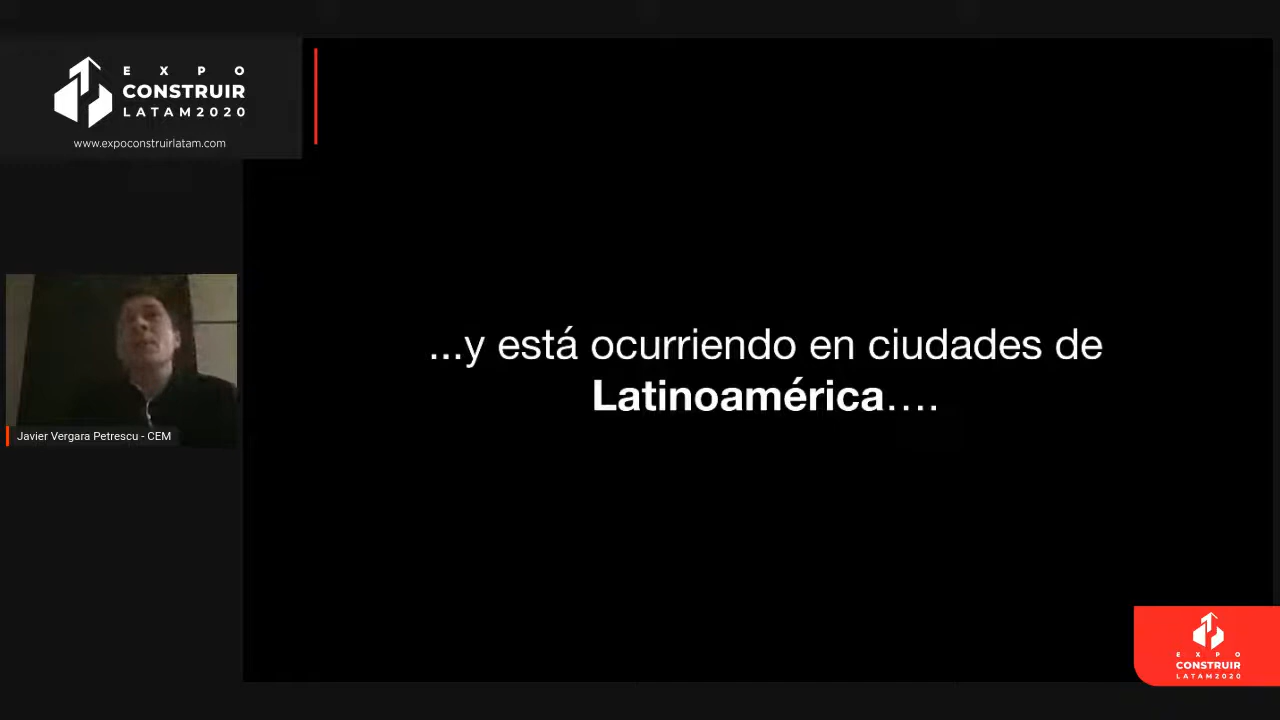 EXPO
CONSTRUIR
LATAM2020
www.expoconstruirlatam.com
...y está ocurriendo en ciudades de
Latinoamérica....
Javier Vergara Petrescu - CEM
EXPO
CONSTRUIR
LATAM2020